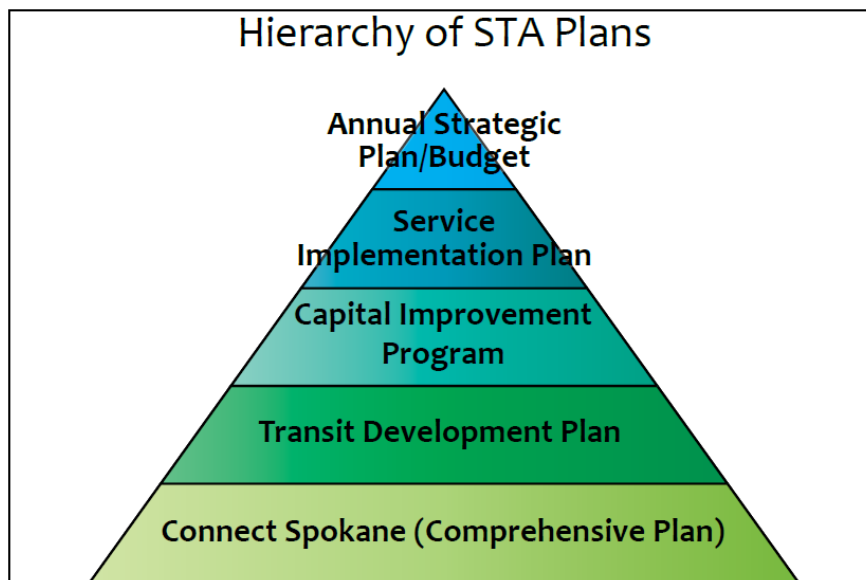 Hierarchy of STA Plans
Annual Strategic
Plan/Budget
Service
Implementation Plan
Capital Improvement
Program
Transit Development Plan
Connect Spokane (Comprehensive Plan)